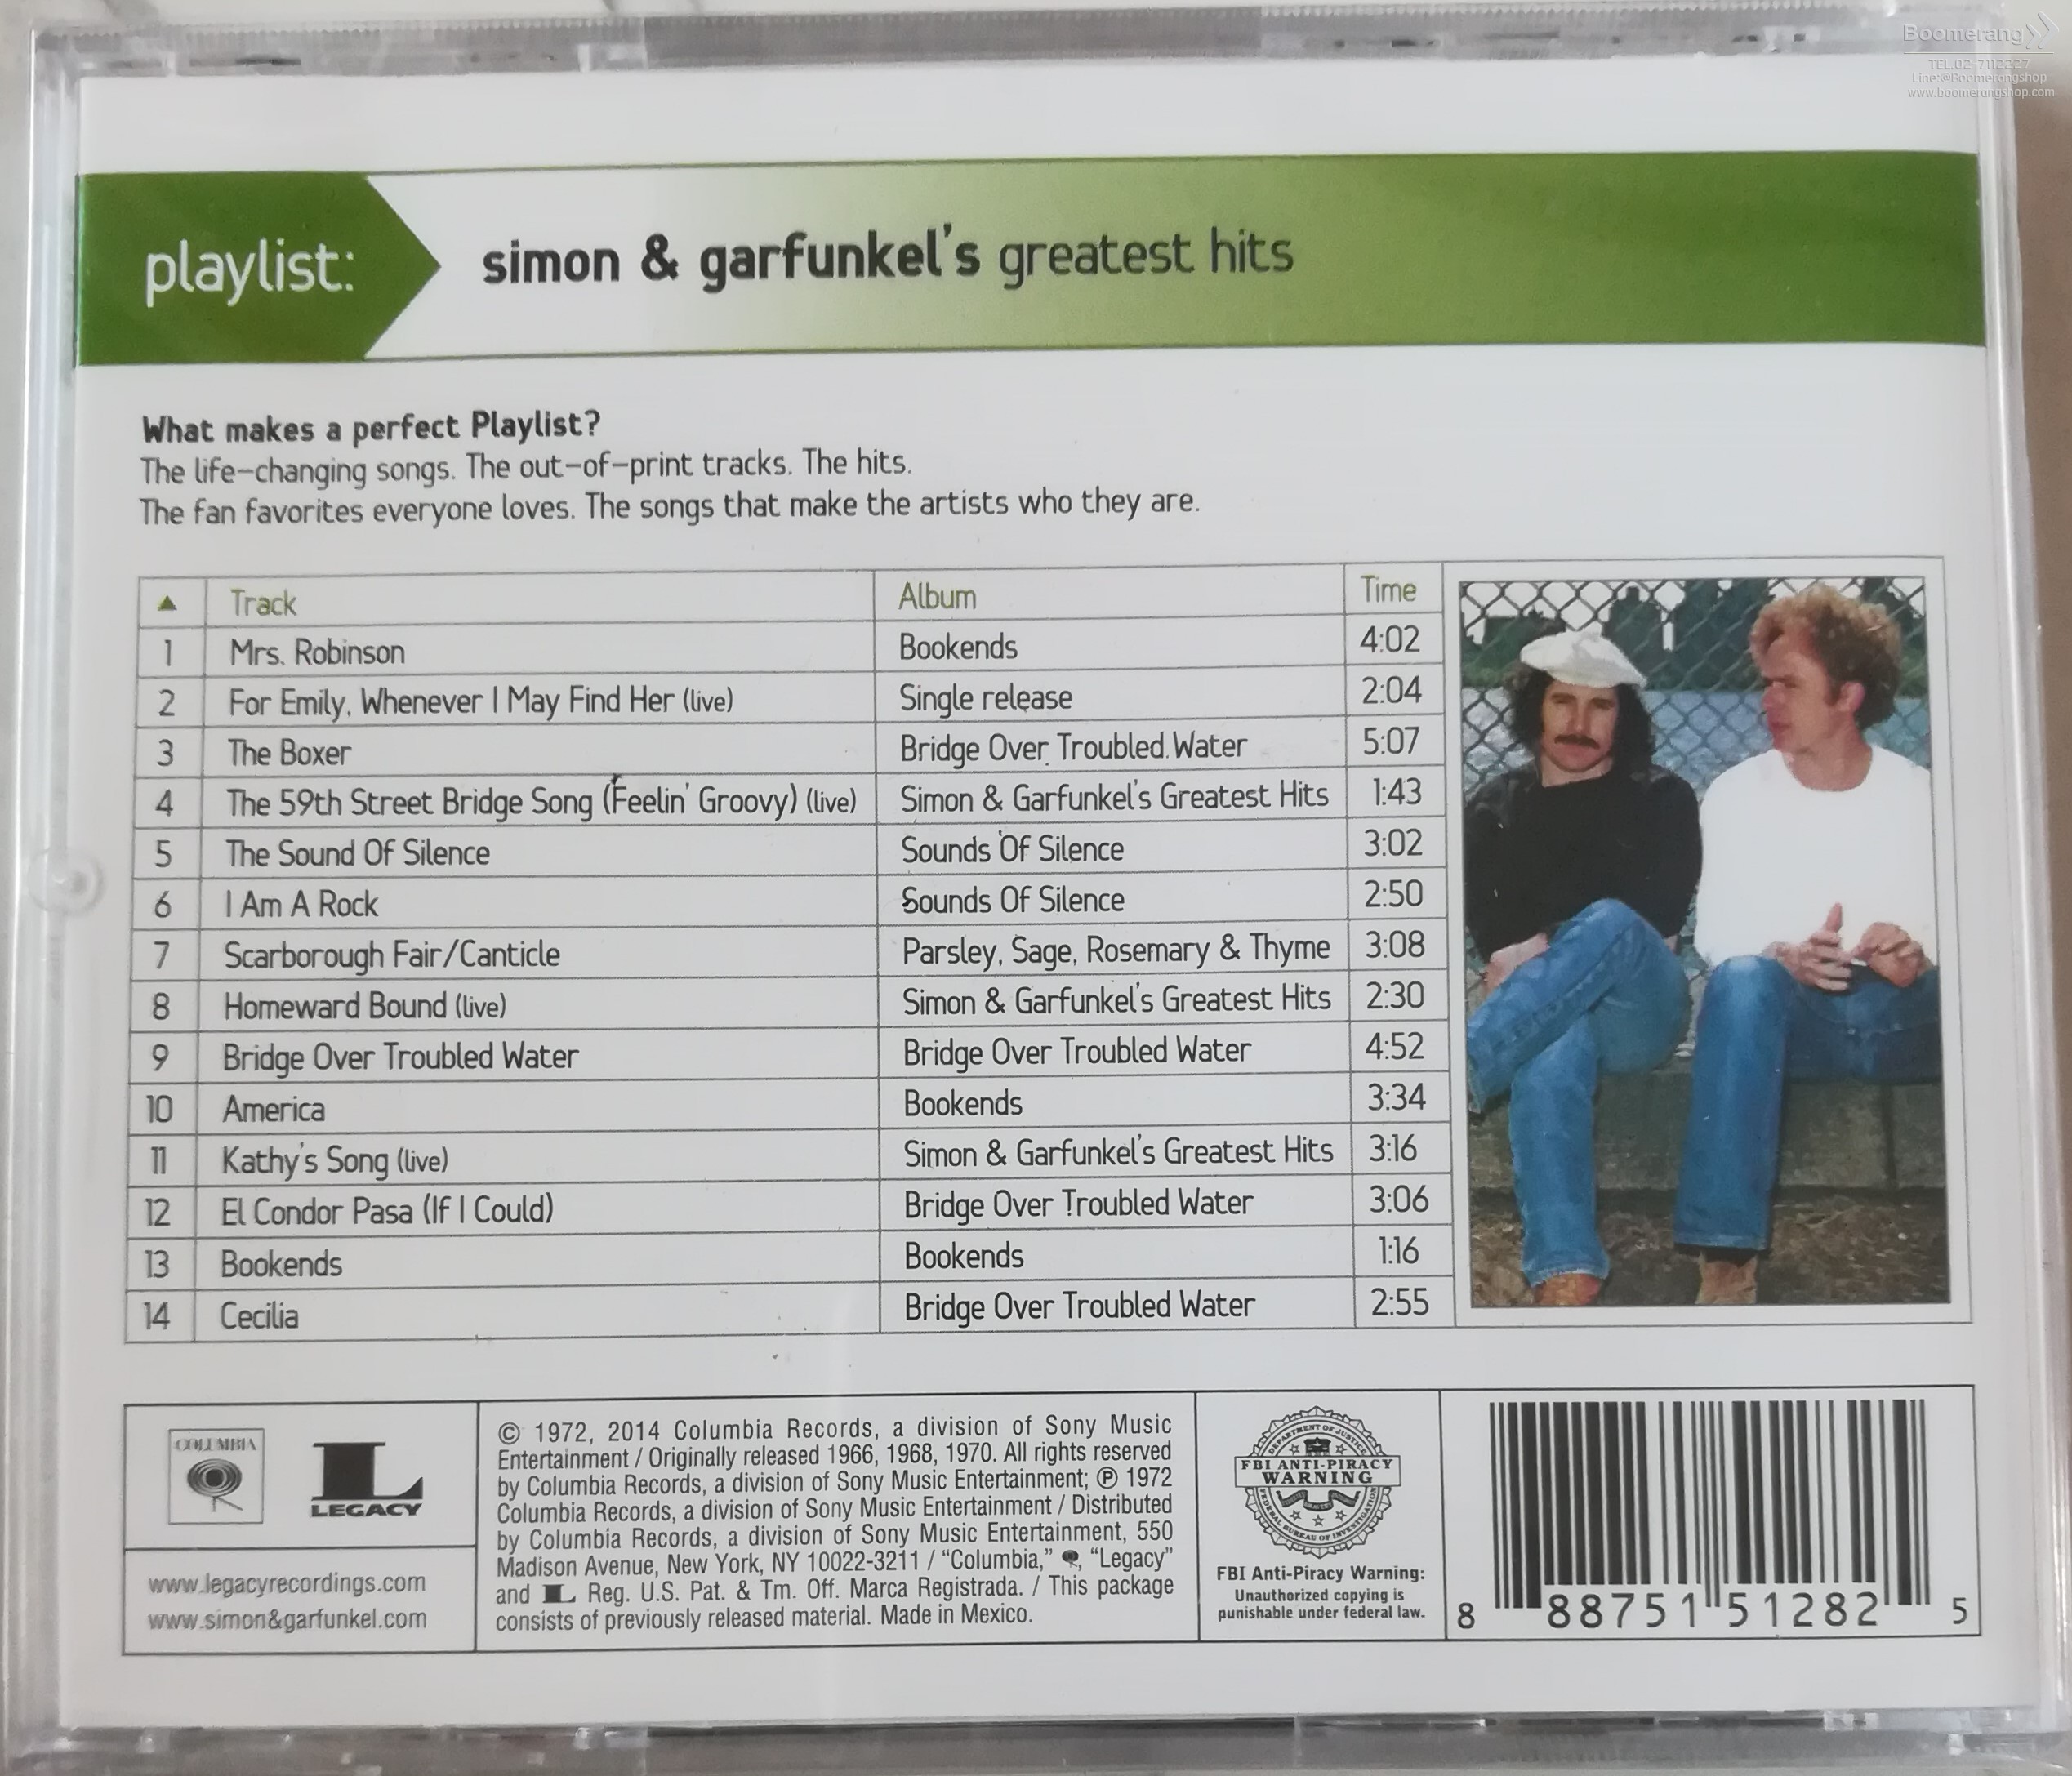 Boomerang
TEL.02-7112227
Line:@Boomerangshop
www.boomerangshop.com
playlist: simon & garfunkel's greatest hits
What makes a perfect Playlist?
The life-changing songs. The out-of-print tracks. The hits.
The fan favorites everyone loves. The songs that make the artists who they are.
▲ Track Album Time
1 Mrs. Robinson Bookends 4:02
2 For Emily, Whenever I May Find Her (live) Single release 2:04
3 The Boxer Bridge Over Troubled Water 5:07
4 The 59th Street Bridge Song (Feelin' Groovy) (live) Simon & Garfunkel's Greatest Hits 1:43
5 The Sound Of Silence Sounds Of Silence 3:02
6 I Am A Rock Sounds Of Silence 2:50
7 Scarborough Fair/Canticle Parsley, Sage, Rosemary & Thyme 3:08
8 Homeward Bound (live) Simon & Garfunkel's Greatest Hits 2:30
9 Bridge Over Troubled Water Bridge Over Troubled Water 4:52
10 America Bookends 3:34
11 Kathy's Song (live) Simon & Garfunkel's Greatest Hits 3:16
12 El Condor Pasa (If I Could) Bridge Over Troubled Water 3:06
13 Bookends Bookends 1:16
14 Cecilia Bridge Over Troubled Water 2:55
COLUMBIA
L
LEGACY
www.legacyrecordings.com
www.simon&garfunkel.com
© 1972, 2014 Columbia Records, a division of Sony Music
Entertainment / Originally released 1966, 1968, 1970. All rights reserved
by Columbia Records, a division of Sony Music Entertainment; ℗ 1972
Columbia Records, a division of Sony Music Entertainment / Distributed
by Columbia Records, a division of Sony Music Entertainment, 550
Madison Avenue, New York, NY 10022-3211 / “Columbia,” , “Legacy”
and L Reg. U.S. Pat. & Tm. Off. Marca Registrada. / This package
consists of previously released material. Made in Mexico.
DEPARTMENT OF JUSTICE
FBI ANTI-PIRACY
WARNING
FEDERAL BUREAU OF INVESTIGATION
FBI Anti-Piracy Warning:
Unauthorized copying is
punishable under federal law.
8 88751 51282 5